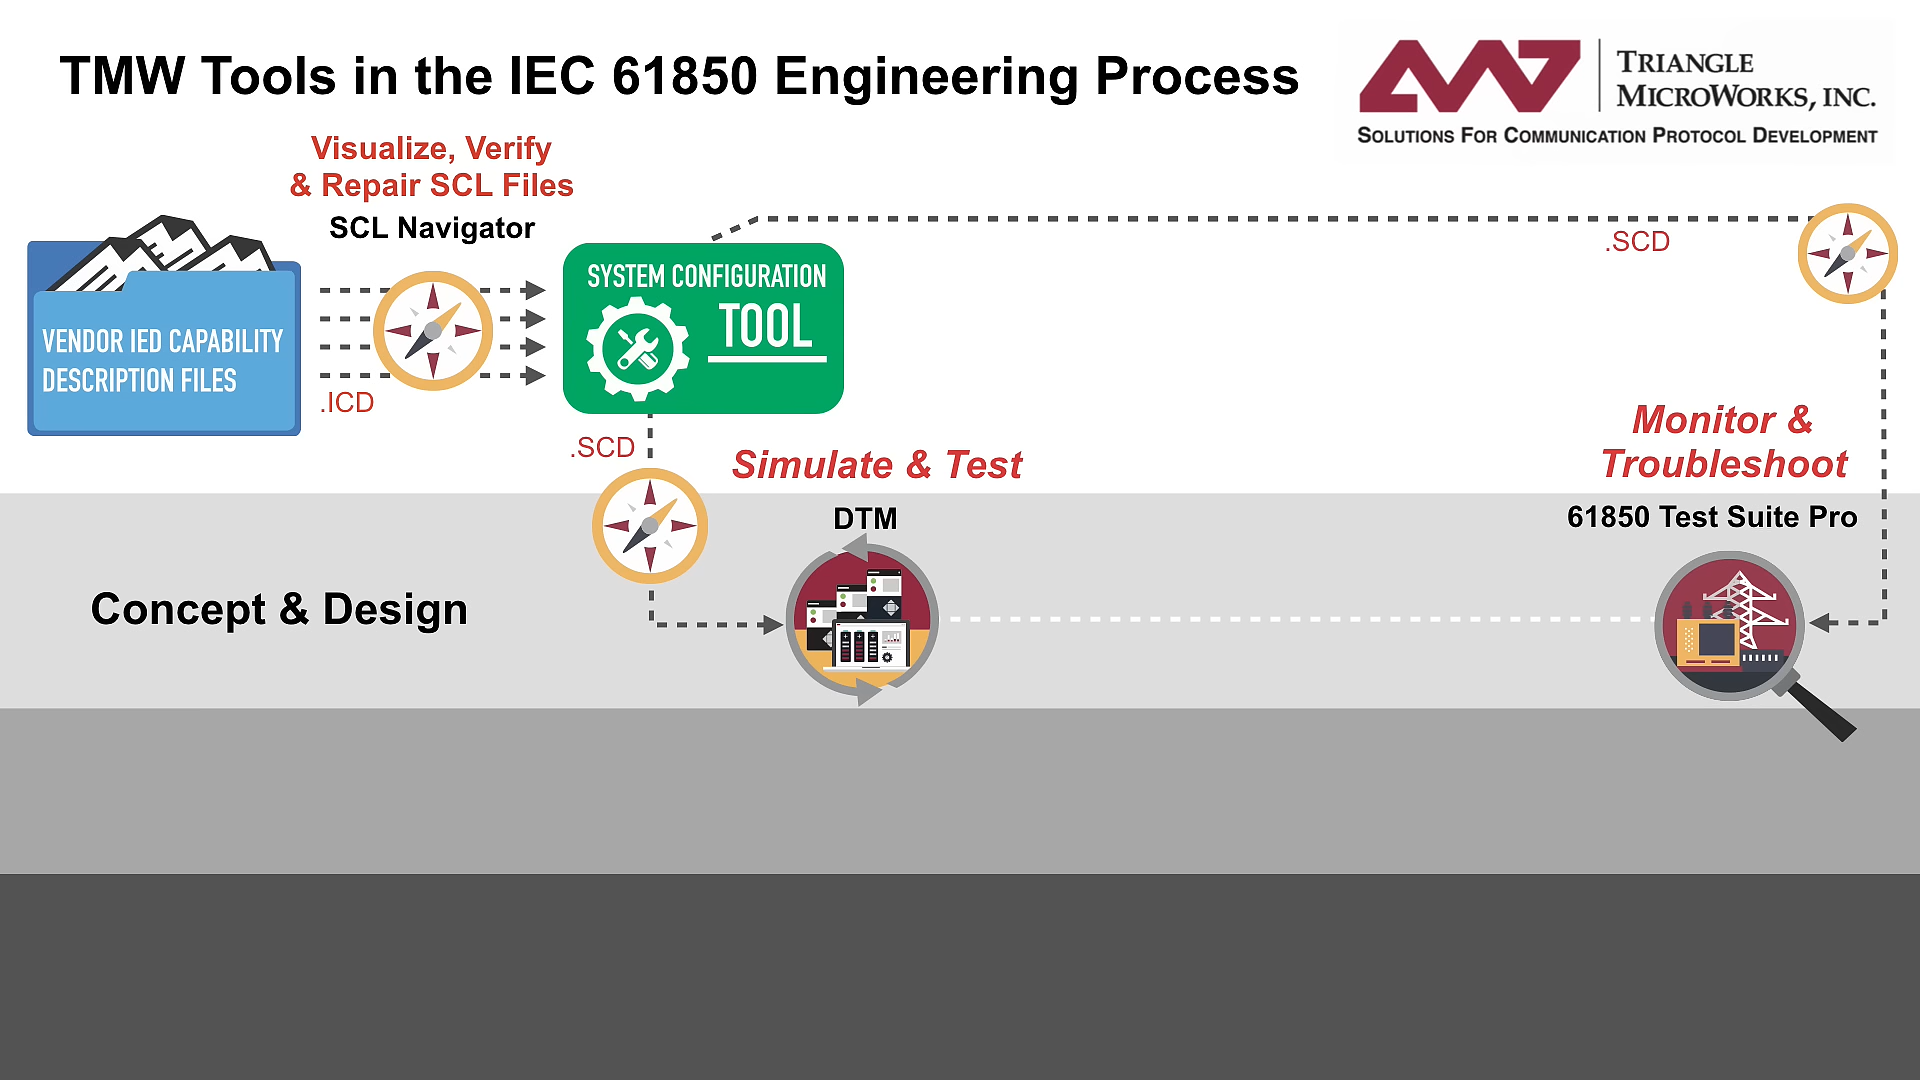 TMW Tools in the IEC 61850 Engineering Process
TRIANGLE
MICROWORKS, INC.
SOLUTIONS FOR COMMUNICATION PROTOCOL DEVELOPMENT
Visualize, Verify
& Repair SCL Files
SCL Navigator
VENDOR IED CAPABILITY
DESCRIPTION FILES
.ICD
SYSTEM CONFIGURATION
TOOL
.SCD
.SCD
Simulate & Test
DTM
Monitor &
Troubleshoot
61850 Test Suite Pro
Concept & Design